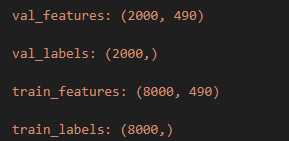 val_features: (2000, 490)
val_labels: (2000,)
train_features: (8000, 490)
train_labels: (8000,)